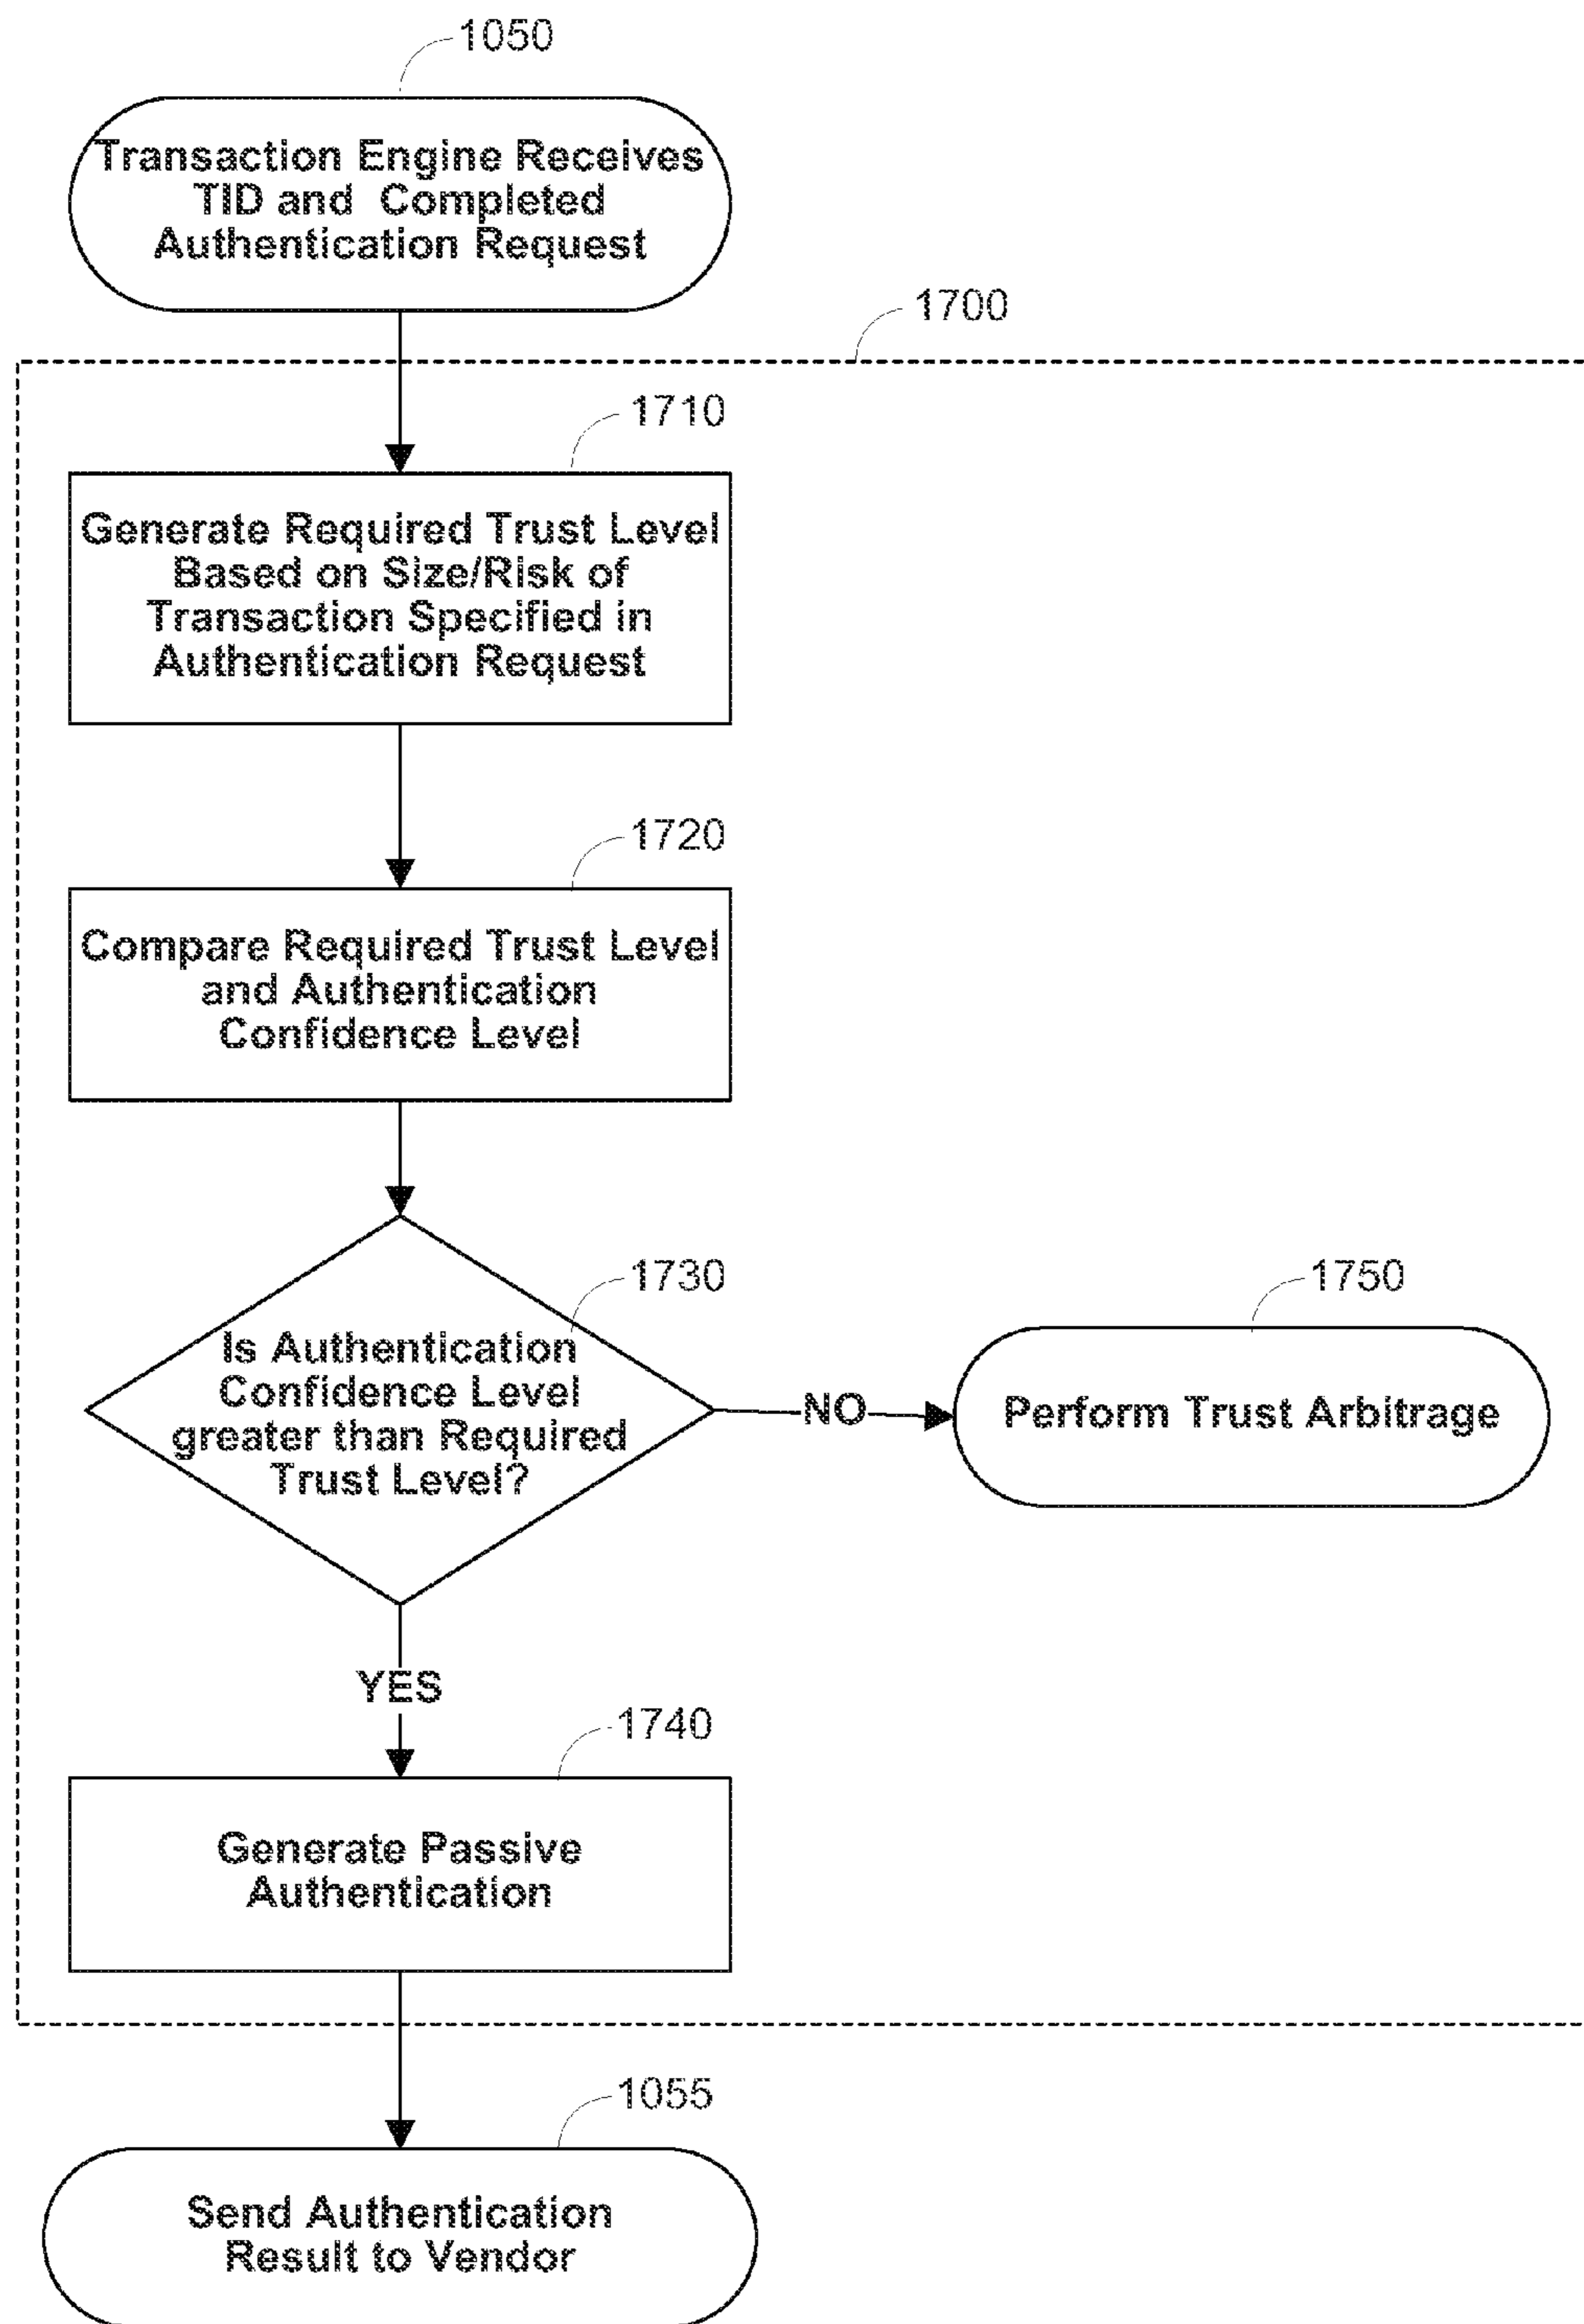 1050
Transaction Engine Receives
TID and Completed
Authentication Request
1700
1710
Generate Required Trust Level
Based on Size/Risk of
Transaction Specified in
Authentication Request
1720
Compare Required Trust Level
and Authentication
Confidence Level
1730
Is Authentication
Confidence Level
greater than Required
Trust Level?
NO
1750
Perform Trust Arbitrage
YES
1740
Generate Passive
Authentication
1055
Send Authentication
Result to Vendor